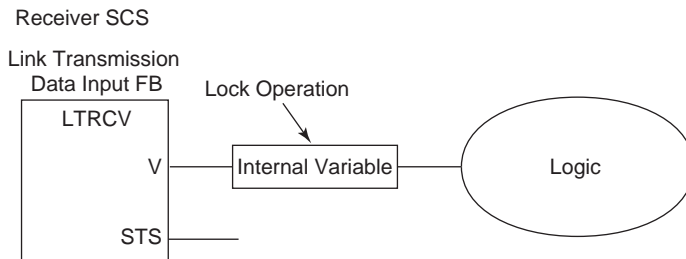 Receiver SCS
Link Transmission
Data Input FB
Lock Operation
LTRCV
V
Internal Variable
Logic
STS